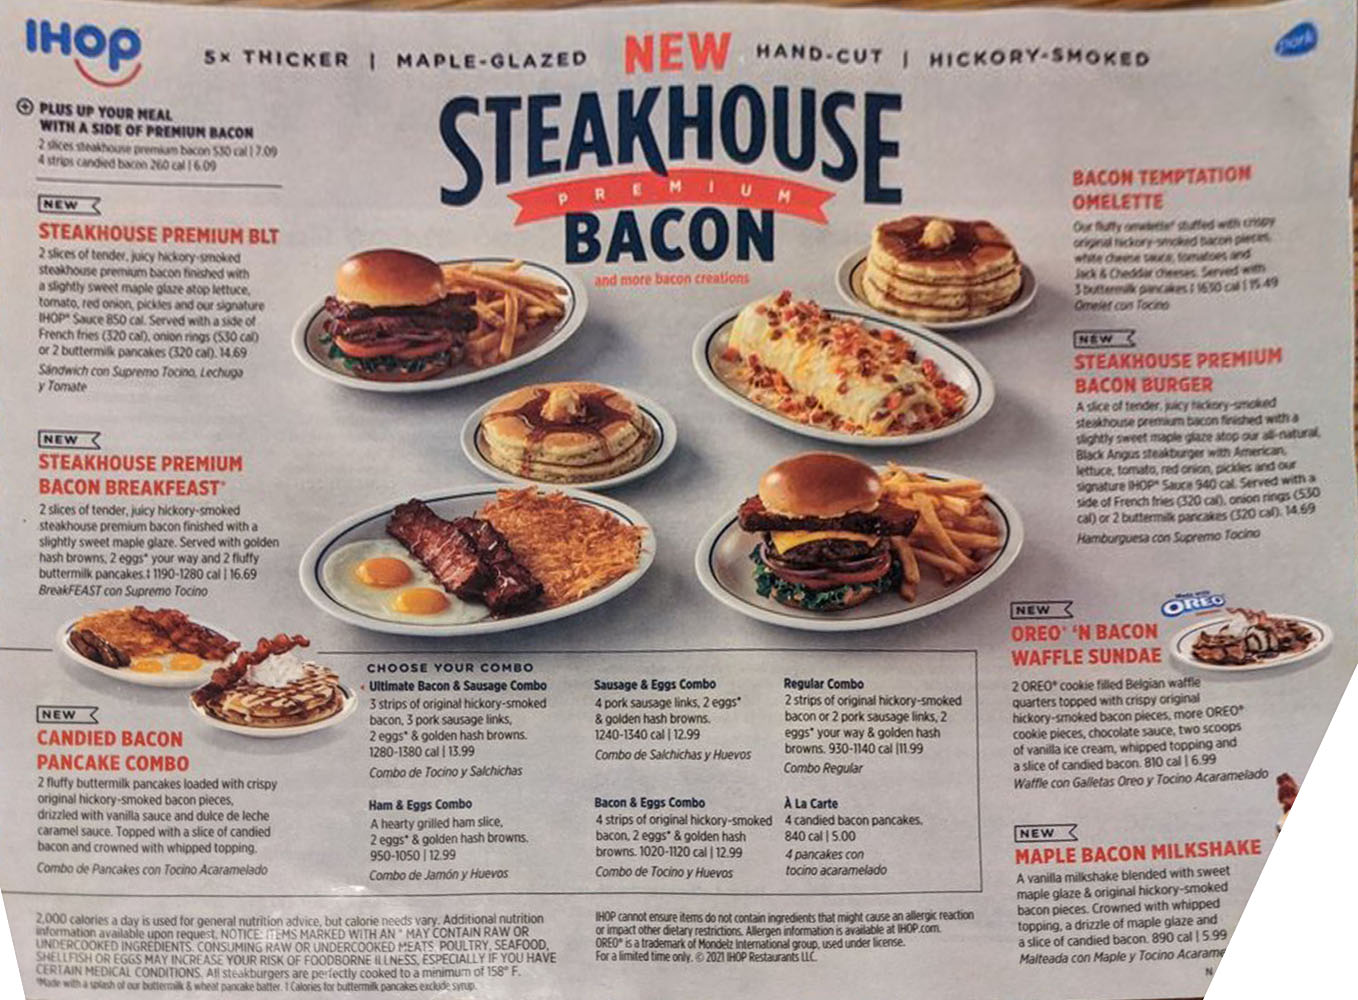 IHOP
5x THICKER | MAPLE-GLAZED NEW HAND-CUT | HICKORY-SMOKED
pork
STEAKHOUSE
PREMIUM
BACON
and more bacon creations
PLUS UP YOUR MEAL
WITH A SIDE OF PREMIUM BACON
2 slices steakhouse premium bacon 530 cal | 7.09
4 strips candied bacon 260 cal | 6.09
NEW
STEAKHOUSE PREMIUM BLT
2 slices of tender, juicy hickory-smoked
steakhouse premium bacon finished with
a slightly sweet maple glaze atop lettuce,
tomato, red onion, pickles and our signature
IHOP® Sauce 850 cal. Served with a side of
French fries (320 cal), onion rings (530 cal)
or 2 buttermilk pancakes (320 cal). 14.69
Sándwich con Supremo Tocino, Lechuga
y Tomate
NEW
STEAKHOUSE PREMIUM
BACON BREAKFEAST*
2 slices of tender, juicy hickory-smoked
steakhouse premium bacon finished with a
slightly sweet maple glaze. Served with golden
hash browns, 2 eggs* your way and 2 fluffy
buttermilk pancakes.‡ 1190-1280 cal | 16.69
BreakFEAST con Supremo Tocino
NEW
CANDIED BACON
PANCAKE COMBO
2 fluffy buttermilk pancakes loaded with crispy
original hickory-smoked bacon pieces,
drizzled with vanilla sauce and dulce de leche
caramel sauce. Topped with a slice of candied
bacon and crowned with whipped topping.
Combo de Pancakes con Tocino Acaramelado
CHOOSE YOUR COMBO
Ultimate Bacon & Sausage Combo
3 strips of original hickory-smoked
bacon, 3 pork sausage links,
2 eggs* & golden hash browns.
1280-1380 cal | 13.99
Combo de Tocino y Salchichas
Sausage & Eggs Combo
4 pork sausage links, 2 eggs*
& golden hash browns.
1240-1340 cal | 12.99
Combo de Salchichas y Huevos
Regular Combo
2 strips of original hickory-smoked
bacon or 2 pork sausage links, 2
eggs* your way & golden hash
browns. 930-1140 cal |11.99
Combo Regular
Ham & Eggs Combo
A hearty grilled ham slice,
2 eggs* & golden hash browns.
950-1050 | 12.99
Combo de Jamón y Huevos
Bacon & Eggs Combo
4 strips of original hickory-smoked
bacon, 2 eggs* & golden hash
browns. 1020-1120 cal | 12.99
Combo de Tocino y Huevos
À La Carte
4 candied bacon pancakes.
840 cal | 5.00
4 pancakes con
tocino acaramelado
BACON TEMPTATION
OMELETTE
Our fluffy omelette† stuffed with crispy
original hickory-smoked bacon pieces,
white cheese sauce, tomatoes and
Jack & Cheddar cheeses. Served with
3 buttermilk pancakes.‡ 1630 cal | 15.49
Omelet con Tocino
NEW
STEAKHOUSE PREMIUM
BACON BURGER
A slice of tender, juicy hickory-smoked
steakhouse premium bacon finished with a
slightly sweet maple glaze atop our all-natural,
Black Angus steakburger with American,
lettuce, tomato, red onion, pickles and our
signature IHOP® Sauce 940 cal. Served with a
side of French fries (320 cal), onion rings (530
cal) or 2 buttermilk pancakes (320 cal). 14.69
Hamburguesa con Supremo Tocino
Made with
OREO
NEW
OREO® 'N BACON
WAFFLE SUNDAE
2 OREO® cookie filled Belgian waffle
quarters topped with crispy original
hickory-smoked bacon pieces, more OREO®
cookie pieces, chocolate sauce, two scoops
of vanilla ice cream, whipped topping and
a slice of candied bacon. 810 cal | 6.99
Waffle con Galletas Oreo y Tocino Acaramelado
NEW
MAPLE BACON MILKSHAKE
A vanilla milkshake blended with sweet
maple glaze & original hickory-smoked
bacon pieces. Crowned with whipped
topping, a drizzle of maple glaze and
a slice of candied bacon. 890 cal | 5.99
Malteada con Maple y Tocino Acarame
N
2,000 calories a day is used for general nutrition advice, but calorie needs vary. Additional nutrition
information available upon request. NOTICE: ITEMS MARKED WITH AN * MAY CONTAIN RAW OR
UNDERCOOKED INGREDIENTS. CONSUMING RAW OR UNDERCOOKED MEATS, POULTRY, SEAFOOD,
SHELLFISH OR EGGS MAY INCREASE YOUR RISK OF FOODBORNE ILLNESS, ESPECIALLY IF YOU HAVE
CERTAIN MEDICAL CONDITIONS. All steakburgers are perfectly cooked to a minimum of 158° F.
†Made with a splash of our buttermilk & wheat pancake batter. ‡ Calories for buttermilk pancakes exclude syrup.
IHOP cannot ensure items do not contain ingredients that might cause an allergic reaction
or impact other dietary restrictions. Allergen information is available at IHOP.com.
OREO® is a trademark of Mondelz International group, used under license.
For a limited time only. © 2021 IHOP Restaurants LLC.